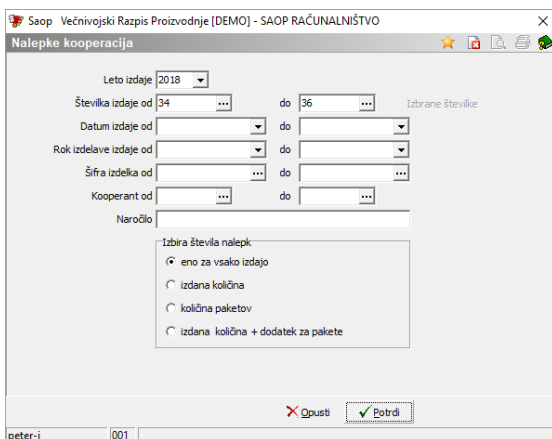 Saop Večnivojski Razpis Proizvodnje [DEMO] - SAOP RAČUNALNIŠTVO
Nalepke kooperacija
Leto izdaje 2018
Številka izdaje od 34 ... do 36 ... Izbrane številke
Datum izdaje od do
Rok izdelave izdaje od do
Šifra izdelka od ... do ...
Kooperant od ... do ...
Naročilo
Izbira števila nalepk
eno za vsako izdajo
izdana količina
količina paketov
izdana količina + dodatek za pakete
Opusti Potrdi
peter-j 001